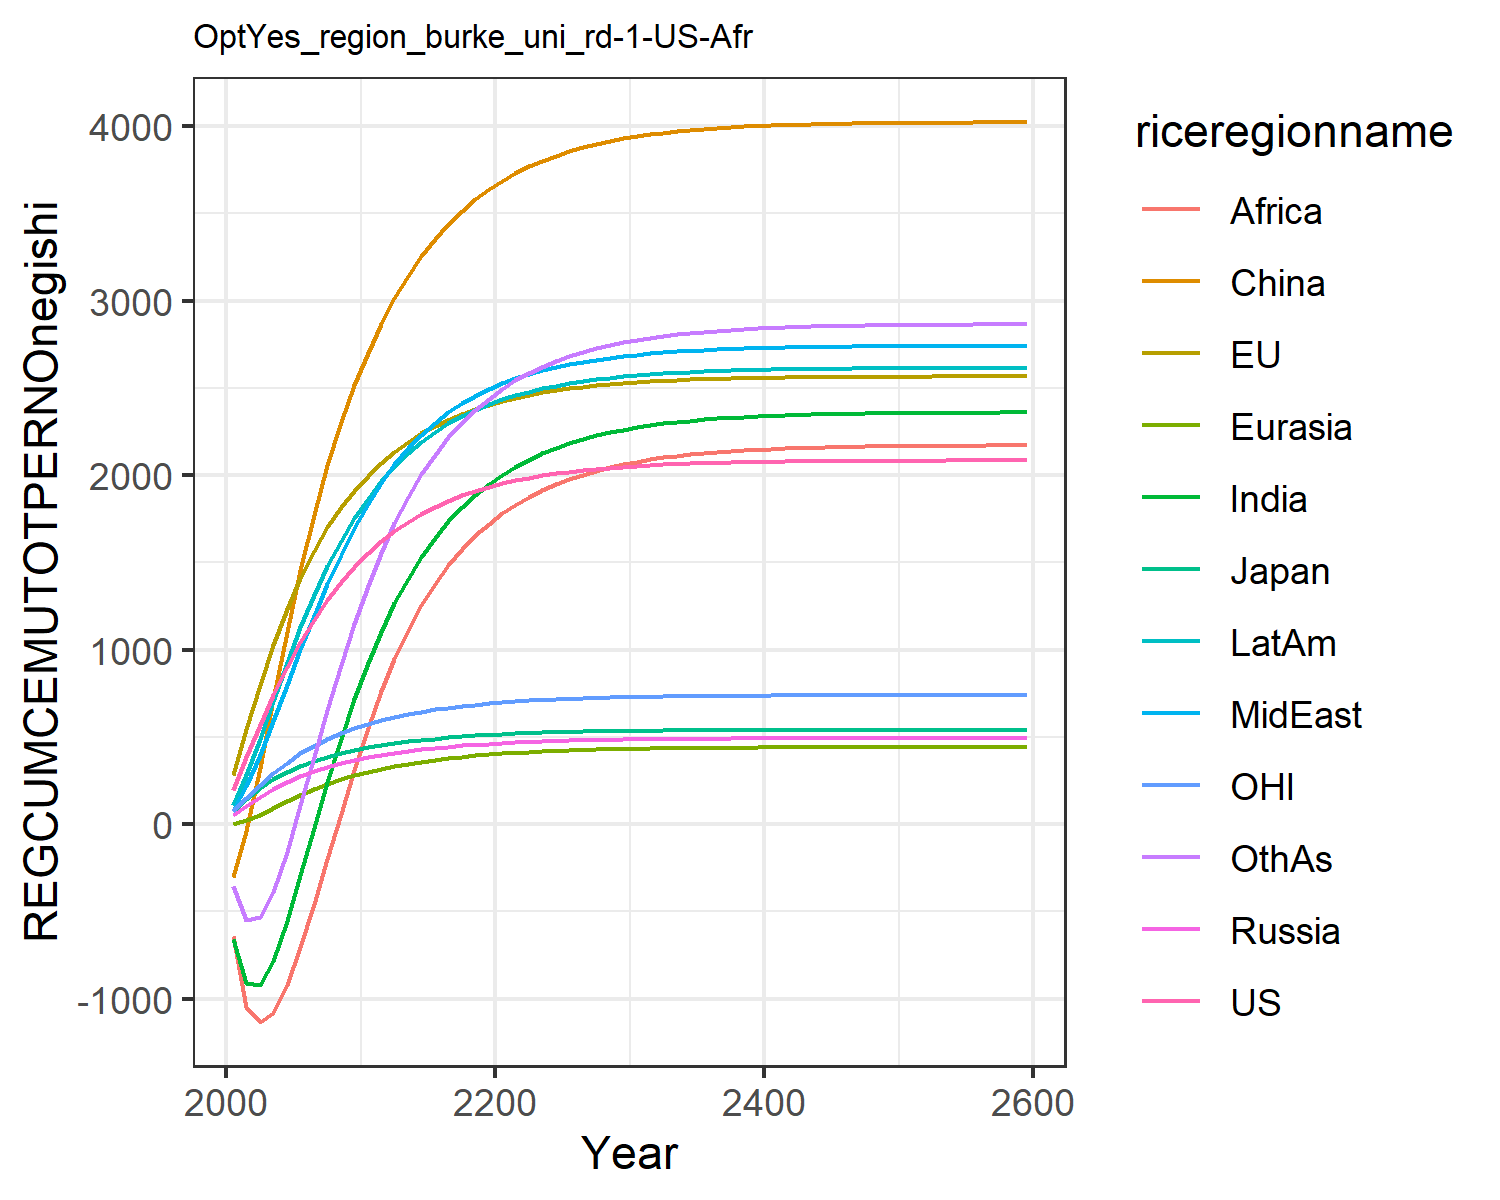 OptYes_region_burke_uni_rd-1-US-Afr
REGCUMCEMUTOTPERNOnegishi
4000
3000
2000
1000
0
-1000
2000
2200
2400
2600
Year
riceregionname
Africa
China
EU
Eurasia
India
Japan
LatAm
MidEast
OHI
OthAs
Russia
US